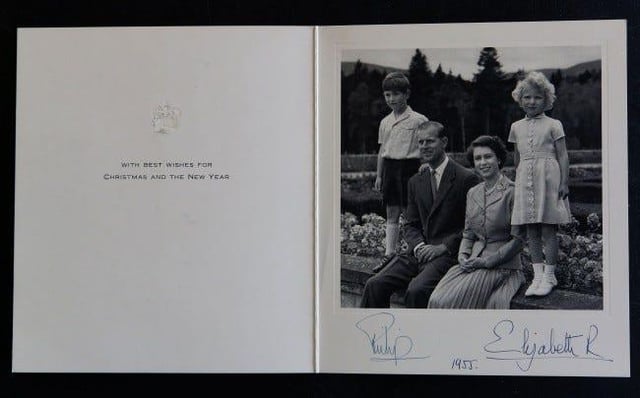 WITH BEST WISHES FOR
CHRISTMAS AND THE NEW YEAR
Philip
1955.
Elizabeth R